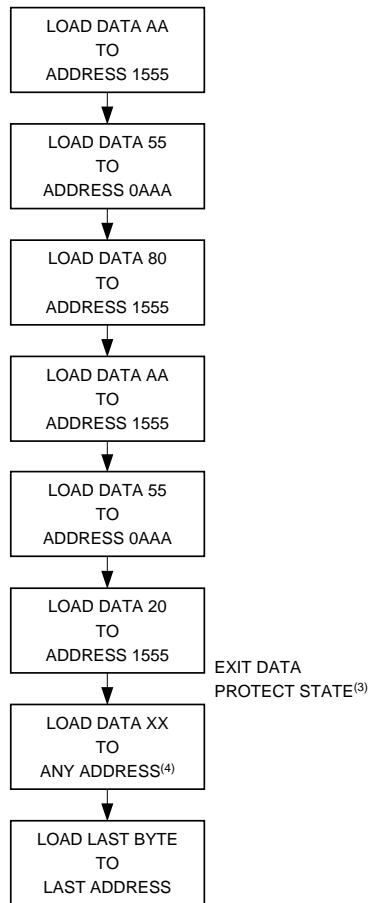 LOAD DATA AA
TO
ADDRESS 1555
LOAD DATA 55
TO
ADDRESS 0AAA
LOAD DATA 80
TO
ADDRESS 1555
LOAD DATA AA
TO
ADDRESS 1555
LOAD DATA 55
TO
ADDRESS 0AAA
LOAD DATA 20
TO
ADDRESS 1555
EXIT DATA
PROTECT STATE(3)
LOAD DATA XX
TO
ANY ADDRESS(4)
LOAD LAST BYTE
TO
LAST ADDRESS